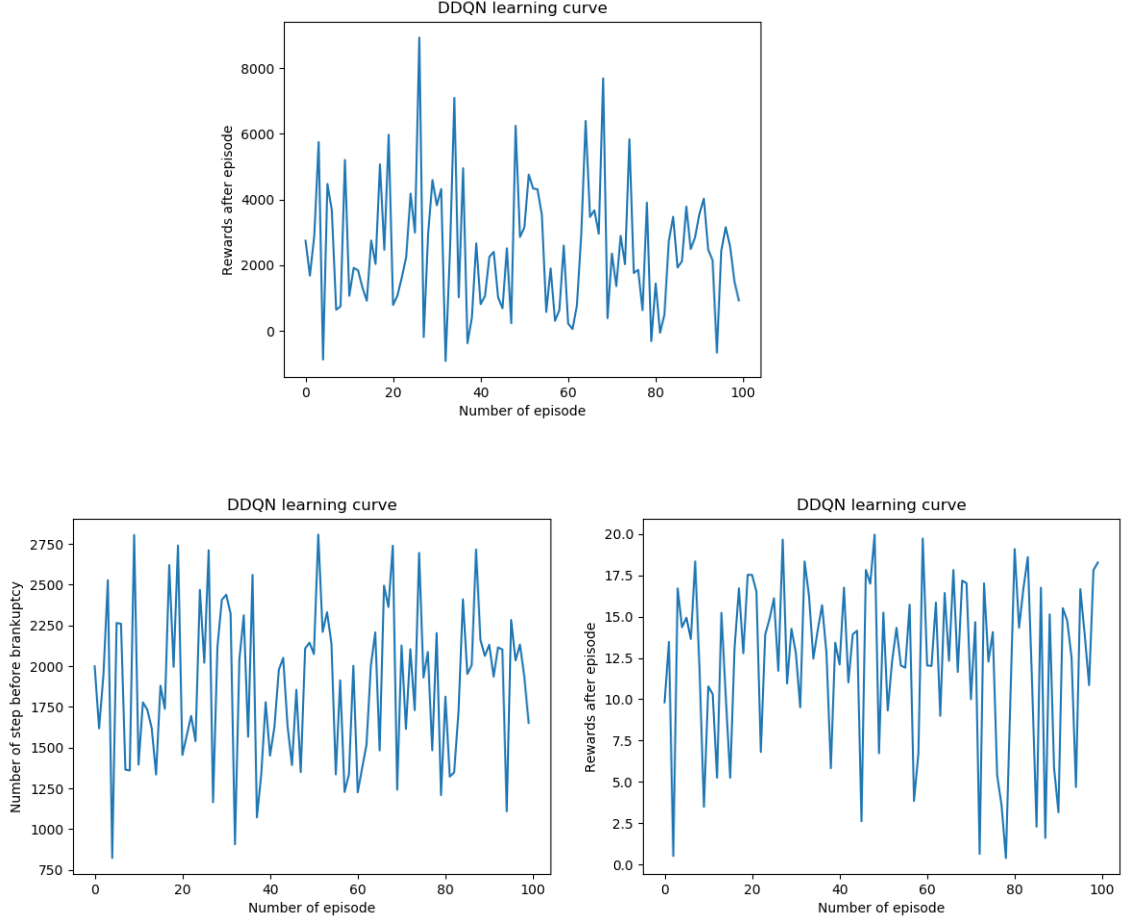 DDQN learning curve
8000
6000
4000
2000
0
Rewards after episode
0 20 40 60 80 100
Number of episode
DDQN learning curve
2750
2500
2250
2000
1750
1500
1250
1000
750
Number of step before brankuptcy
0 20 40 60 80 100
Number of episode
DDQN learning curve
20.0
17.5
15.0
12.5
10.0
7.5
5.0
2.5
0.0
Rewards after episode
0 20 40 60 80 100
Number of episode